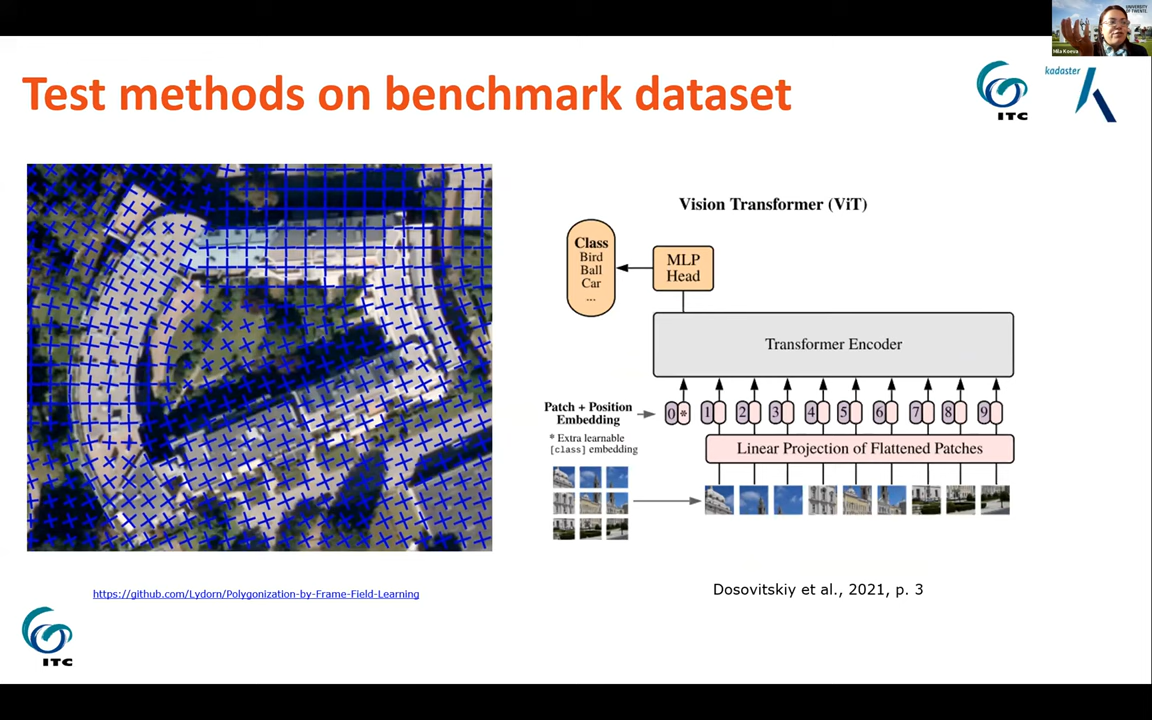 UNIVERSITY
OF TWENTE.
Mila Koeva
Test methods on benchmark dataset
ITC
kadaster
Vision Transformer (ViT)
Class
Bird
Ball
Car
...
MLP
Head
Transformer Encoder
Patch + Position
Embedding
* Extra learnable
[class] embedding
0 * 1 2 3 4 5 6 7 8 9
Linear Projection of Flattened Patches
https://github.com/Lydorn/Polygonization-by-Frame-Field-Learning
Dosovitskiy et al., 2021, p. 3
ITC